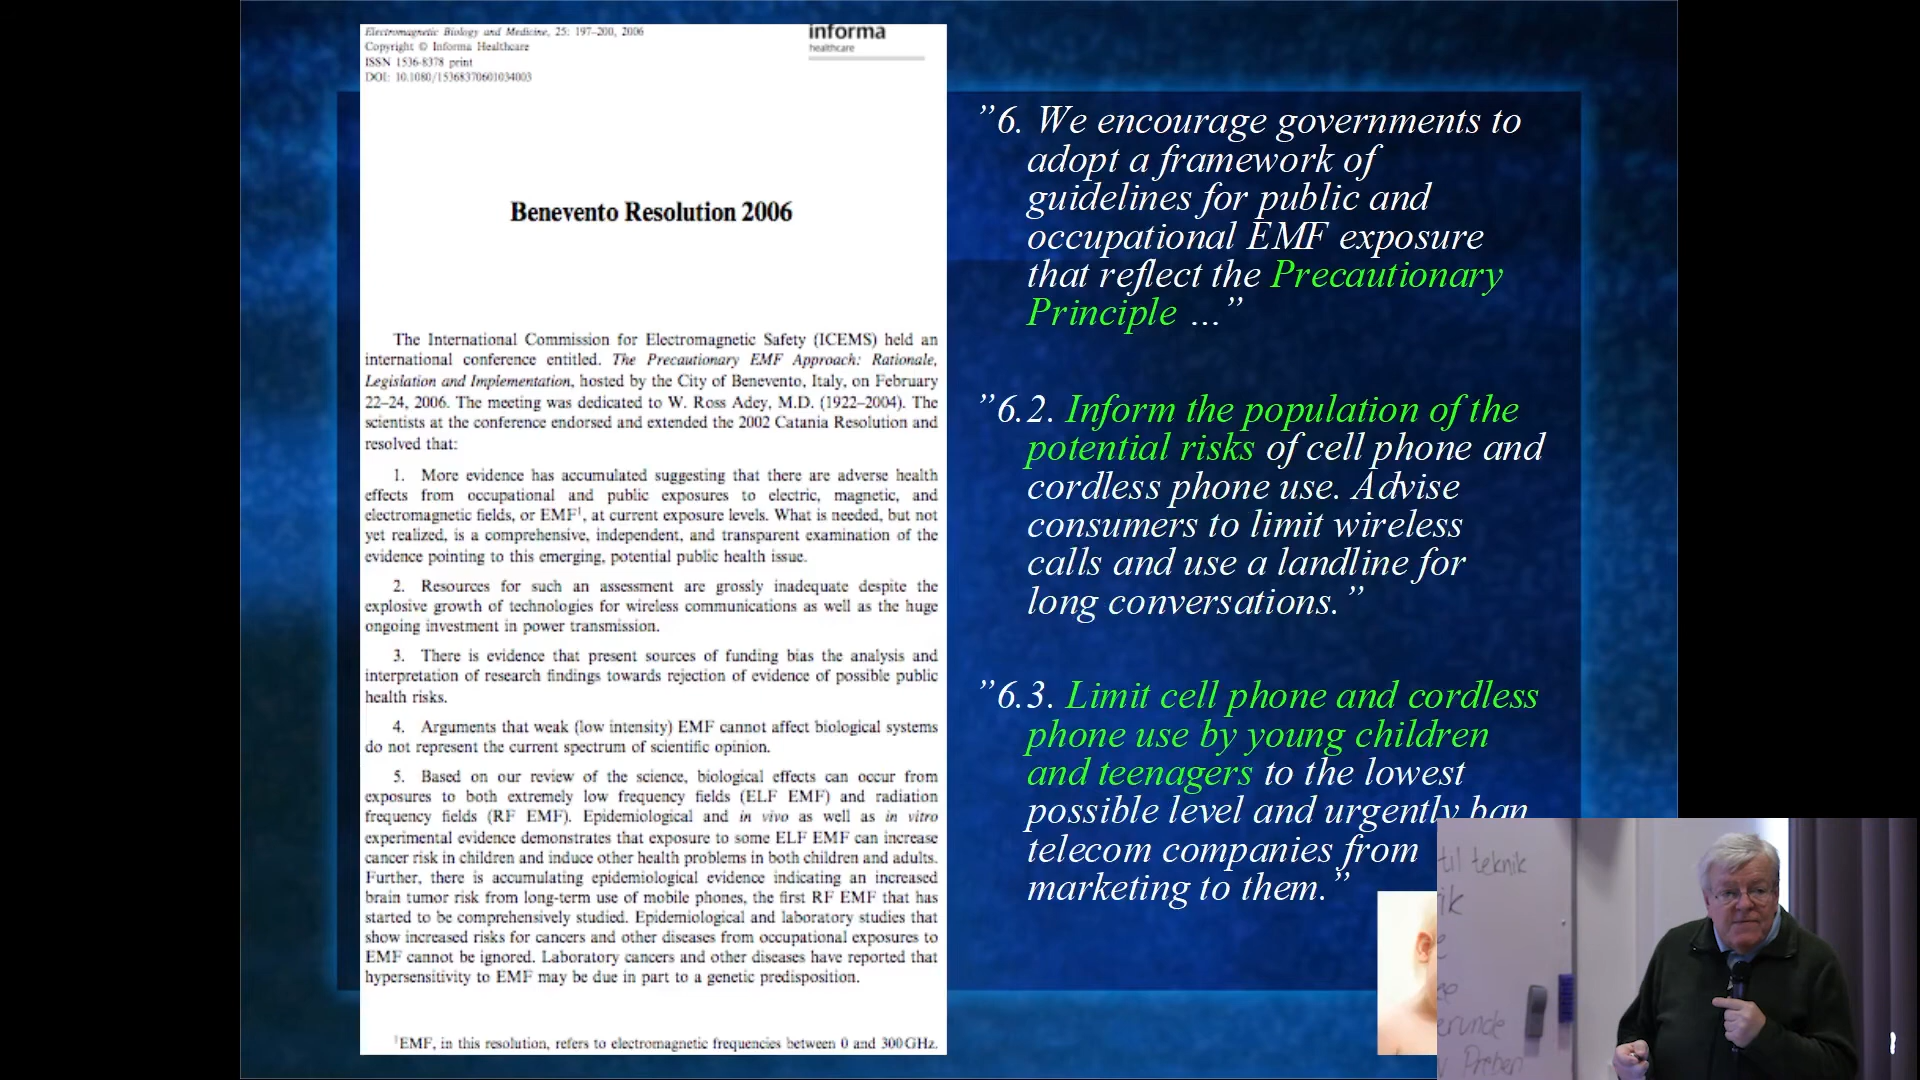 Electromagnetic Biology and Medicine, 25: 197–200, 2006
Copyright © Informa Healthcare
ISSN 1536-8378 print
DOI: 10.1080/15368370601034003
informa
healthcare
Benevento Resolution 2006
The International Commission for Electromagnetic Safety (ICEMS) held an
international conference entitled. The Precautionary EMF Approach: Rationale,
Legislation and Implementation, hosted by the City of Benevento, Italy, on February
22–24, 2006. The meeting was dedicated to W. Ross Adey, M.D. (1922–2004). The
scientists at the conference endorsed and extended the 2002 Catania Resolution and
resolved that:
1. More evidence has accumulated suggesting that there are adverse health
effects from occupational and public exposures to electric, magnetic, and
electromagnetic fields, or EMF¹, at current exposure levels. What is needed, but not
yet realized, is a comprehensive, independent, and transparent examination of the
evidence pointing to this emerging, potential public health issue.
2. Resources for such an assessment are grossly inadequate despite the
explosive growth of technologies for wireless communications as well as the huge
ongoing investment in power transmission.
3. There is evidence that present sources of funding bias the analysis and
interpretation of research findings towards rejection of evidence of possible public
health risks.
4. Arguments that weak (low intensity) EMF cannot affect biological systems
do not represent the current spectrum of scientific opinion.
5. Based on our review of the science, biological effects can occur from
exposures to both extremely low frequency fields (ELF EMF) and radiation
frequency fields (RF EMF). Epidemiological and in vivo as well as in vitro
experimental evidence demonstrates that exposure to some ELF EMF can increase
cancer risk in children and induce other health problems in both children and adults.
Further, there is accumulating epidemiological evidence indicating an increased
brain tumor risk from long-term use of mobile phones, the first RF EMF that has
started to be comprehensively studied. Epidemiological and laboratory studies that
show increased risks for cancers and other diseases from occupational exposures to
EMF cannot be ignored. Laboratory cancers and other diseases have reported that
hypersensitivity to EMF may be due in part to a genetic predisposition.
¹EMF, in this resolution, refers to electromagnetic frequencies between 0 and 300 GHz.
”6. We encourage governments to
adopt a framework of
guidelines for public and
occupational EMF exposure
that reflect the Precautionary
Principle ...”
”6.2. Inform the population of the
potential risks of cell phone and
cordless phone use. Advise
consumers to limit wireless
calls and use a landline for
long conversations.”
”6.3. Limit cell phone and cordless
phone use by young children
and teenagers to the lowest
possible level and urgently ban
telecom companies from
marketing to them.”
til teknik
ik